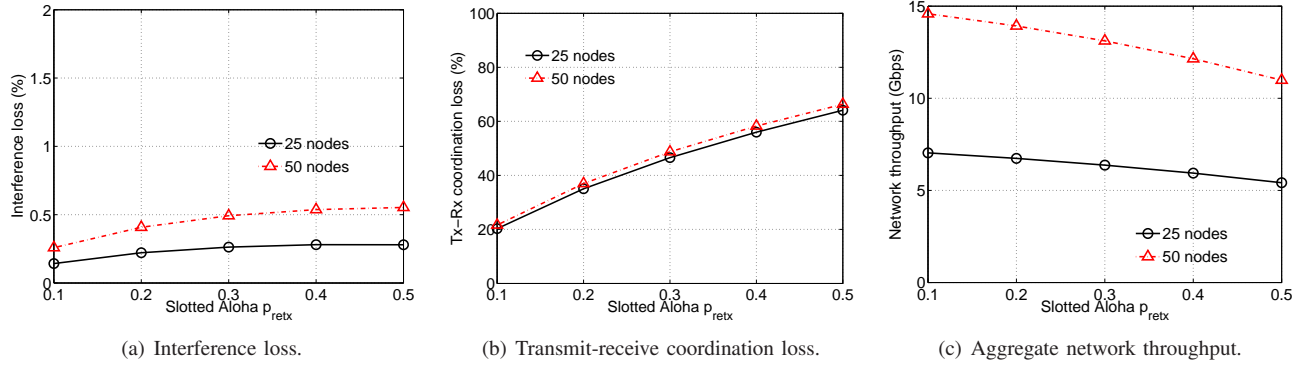 2
1.5
1
0.5
0
Interference loss (%)
25 nodes
50 nodes
0.1 0.2 0.3 0.4 0.5
Slotted Aloha p_retx
(a) Interference loss.
100
80
60
40
20
0
Tx−Rx coordination loss (%)
25 nodes
50 nodes
0.1 0.2 0.3 0.4 0.5
Slotted Aloha p_retx
(b) Transmit-receive coordination loss.
15
10
5
0
Network throughput (Gbps)
25 nodes
50 nodes
0.1 0.2 0.3 0.4 0.5
Slotted Aloha p_retx
(c) Aggregate network throughput.